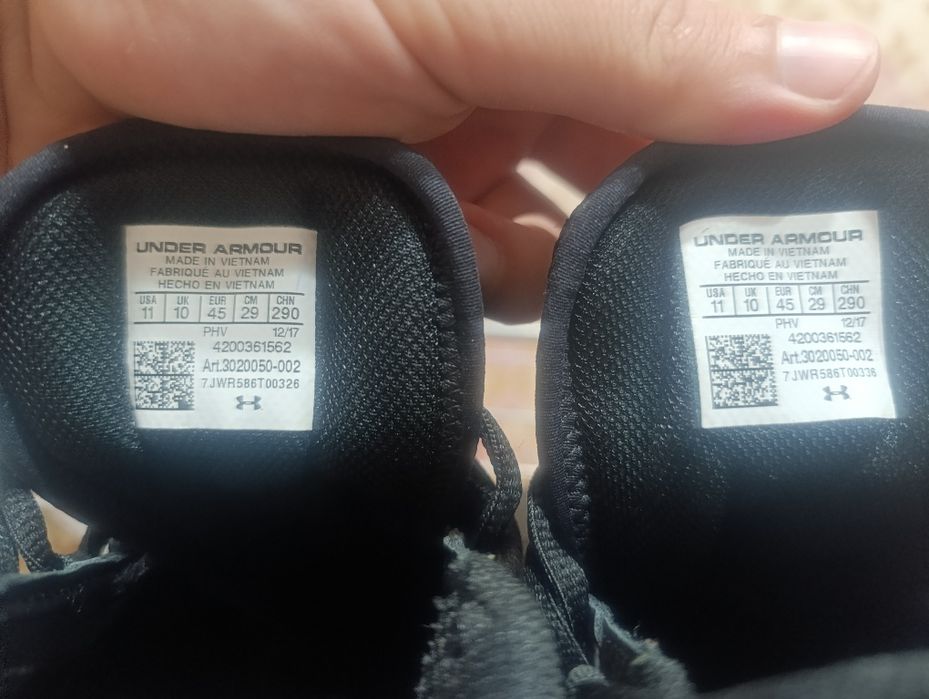 UNDER ARMOUR
MADE IN VIETNAM
FABRIQUÉ AU VIETNAM
HECHO EN VIETNAM
USA UK EUR CM CHN
11 10 45 29 290
PHV 12/17
4200361562
Art.3020050-002
7JWR586T00326
UNDER ARMOUR
MADE IN VIETNAM
FABRIQUÉ AU VIETNAM
HECHO EN VIETNAM
USA UK EUR CM CHN
11 10 45 29 290
PHV 12/17
4200361562
Art.3020050-002
7JWR586T00336